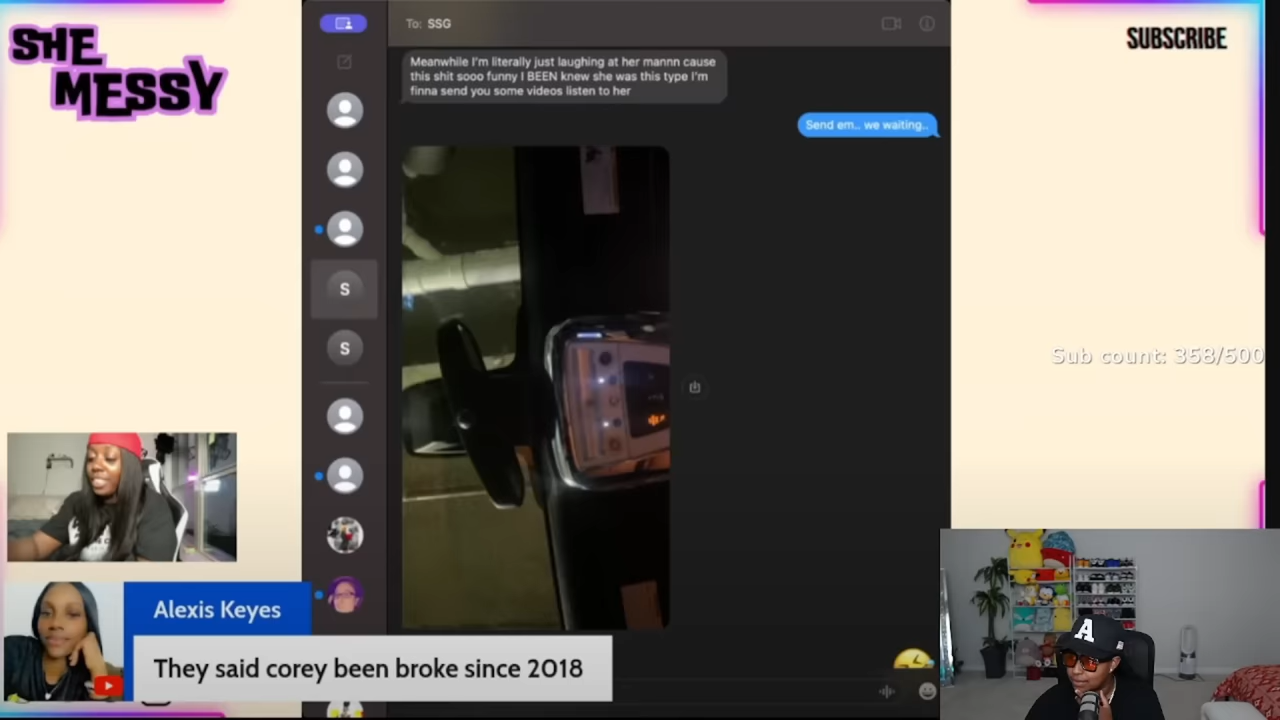 SHE
MESSY
To: SSG
SUBSCRIBE
Meanwhile I'm literally just laughing at her mannn cause
this shit sooo funny I BEEN knew she was this type I'm
finna send you some videos listen to her
Send em.. we waiting..
S
S
Sub count: 358/500
A
Alexis Keyes
They said corey been broke since 2018